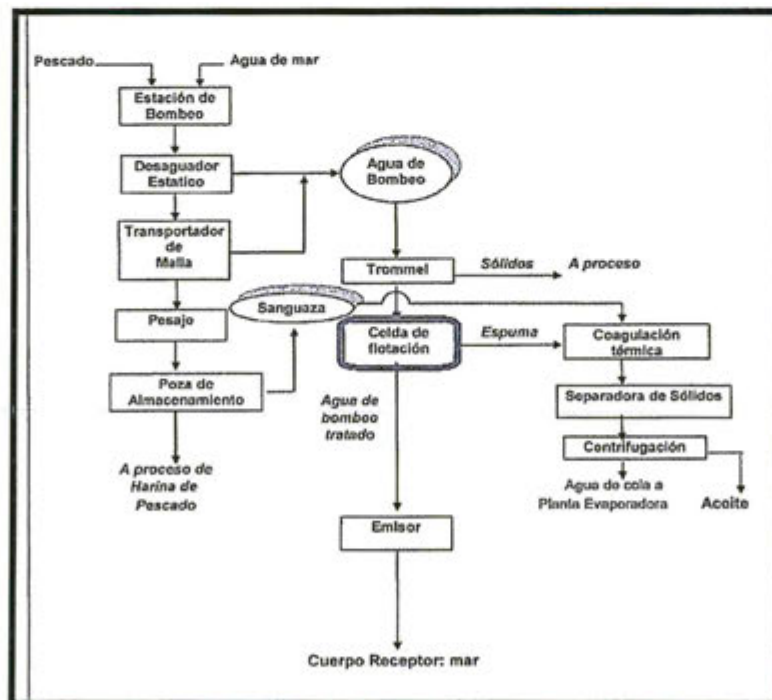 Pescado
Agua de mar
Estación de
Bombeo
Desaguador
Estatico
Agua de
Bombeo
Transportador
de
Malla
Trommel
Sólidos
A proceso
Sanguaza
Pesajo
Celda de
flotación
Espuma
Coagulación
térmica
Poza de
Almacenamiento
Agua de
bombeo
tratado
Separadora de Sólidos
Centrifugación
A proceso de
Harina de
Pescado
Agua de cola a
Planta Evaporadora
Aceite
Emisor
Cuerpo Receptor: mar